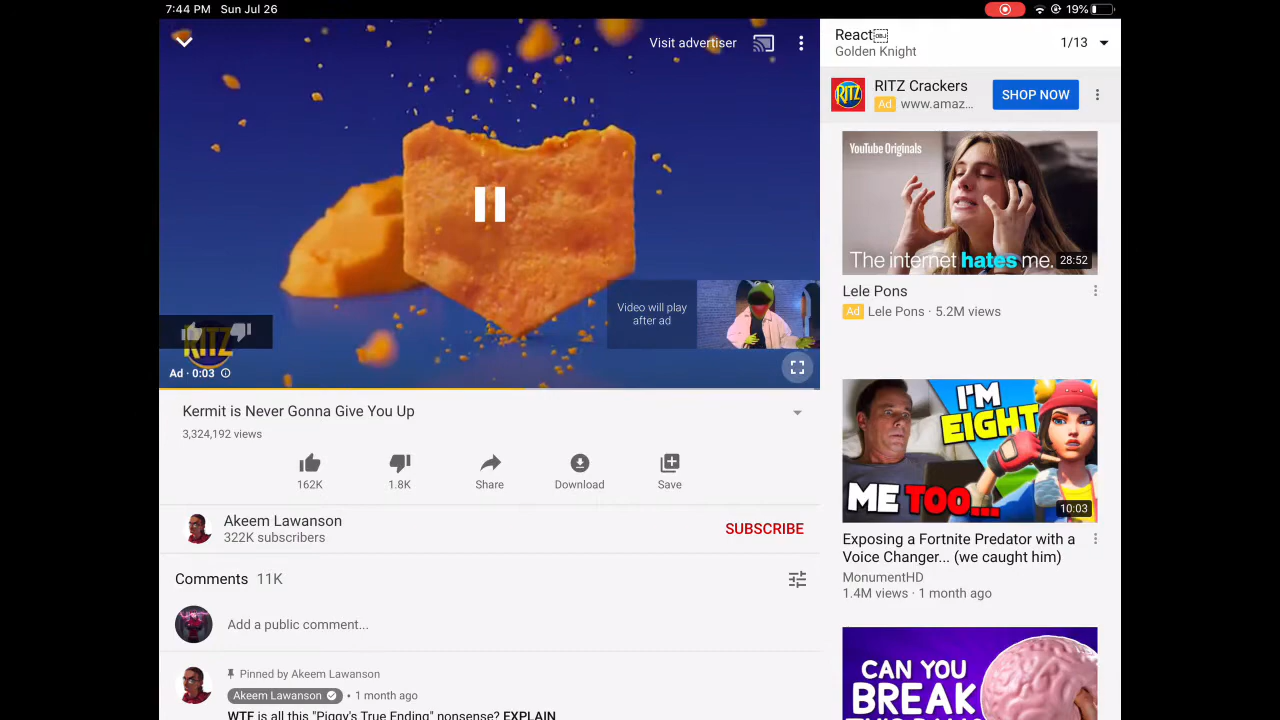 7:44 PM Sun Jul 26
19%
Visit advertiser
RITZ
Video will play
after ad
Ad · 0:03
Kermit is Never Gonna Give You Up
3,324,192 views
162K
1.8K
Share
Download
Save
Akeem Lawanson
322K subscribers
SUBSCRIBE
Comments 11K
Add a public comment...
Pinned by Akeem Lawanson
Akeem Lawanson • 1 month ago
WTF is all this "Piggy's True Ending" nonsense? EXPLAIN
React
Golden Knight
1/13
RITZ
RITZ Crackers
Ad www.amaz...
SHOP NOW
YouTube Originals
The internet hates me.
28:52
Lele Pons
Ad Lele Pons · 5.2M views
I'M
EIGHT
ME TOO...
10:03
Exposing a Fortnite Predator with a
Voice Changer... (we caught him)
MonumentHD
1.4M views · 1 month ago
CAN YOU
BREAK